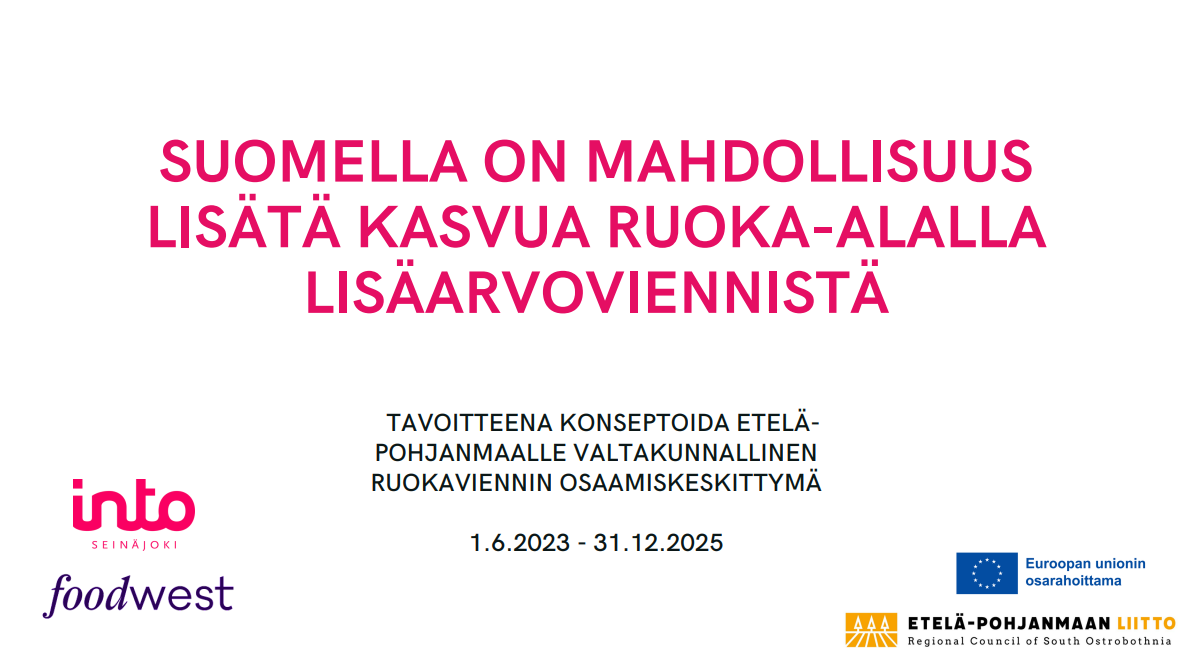 SUOMELLA ON MAHDOLLISUUS
LISÄTÄ KASVUA RUOKA-ALALLA
LISÄARVOVIENNISTÄ
TAVOITTEENA KONSEPTOIDA ETELÄ-
POHJANMAALLE VALTAKUNNALLINEN
RUOKAVIENNIN OSAAMISKESKITTYMÄ
1.6.2023 - 31.12.2025
into
SEINÄJOKI
foodwest
Euroopan unionin
osarahoittama
ETELÄ-POHJANMAAN LIITTO
Regional Council of South Ostrobothnia